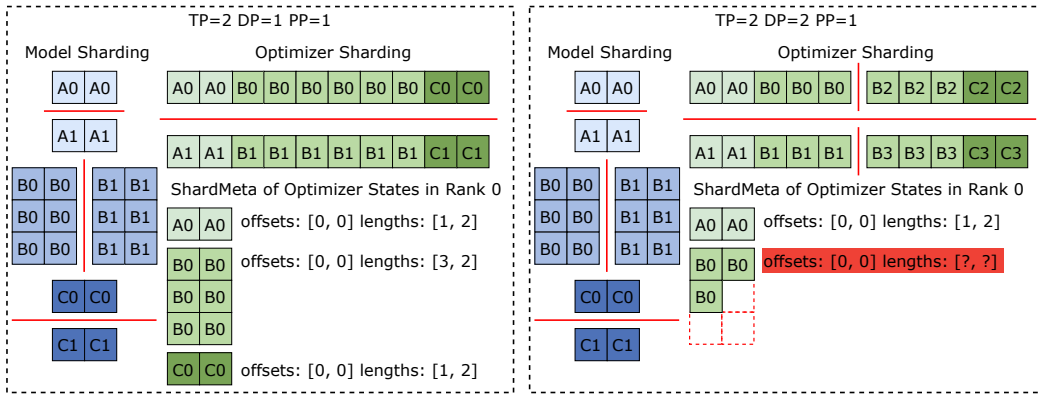 TP=2 DP=1 PP=1
Model Sharding
Optimizer Sharding
A0 A0
A0 A0 B0 B0 B0 B0 B0 B0 C0 C0
A1 A1
A1 A1 B1 B1 B1 B1 B1 B1 C1 C1
B0 B0 B1 B1
B0 B0 B1 B1
B0 B0 B1 B1
C0 C0
C1 C1
ShardMeta of Optimizer States in Rank 0
A0 A0 offsets: [0, 0] lengths: [1, 2]
B0 B0 offsets: [0, 0] lengths: [3, 2]
B0 B0
B0 B0
C0 C0 offsets: [0, 0] lengths: [1, 2]
TP=2 DP=2 PP=1
Model Sharding
Optimizer Sharding
A0 A0
A0 A0 B0 B0 B0 B2 B2 B2 C2 C2
A1 A1
A1 A1 B1 B1 B1 B3 B3 B3 C3 C3
B0 B0 B1 B1
B0 B0 B1 B1
B0 B0 B1 B1
C0 C0
C1 C1
ShardMeta of Optimizer States in Rank 0
A0 A0 offsets: [0, 0] lengths: [1, 2]
B0 B0 offsets: [0, 0] lengths: [?, ?]
B0